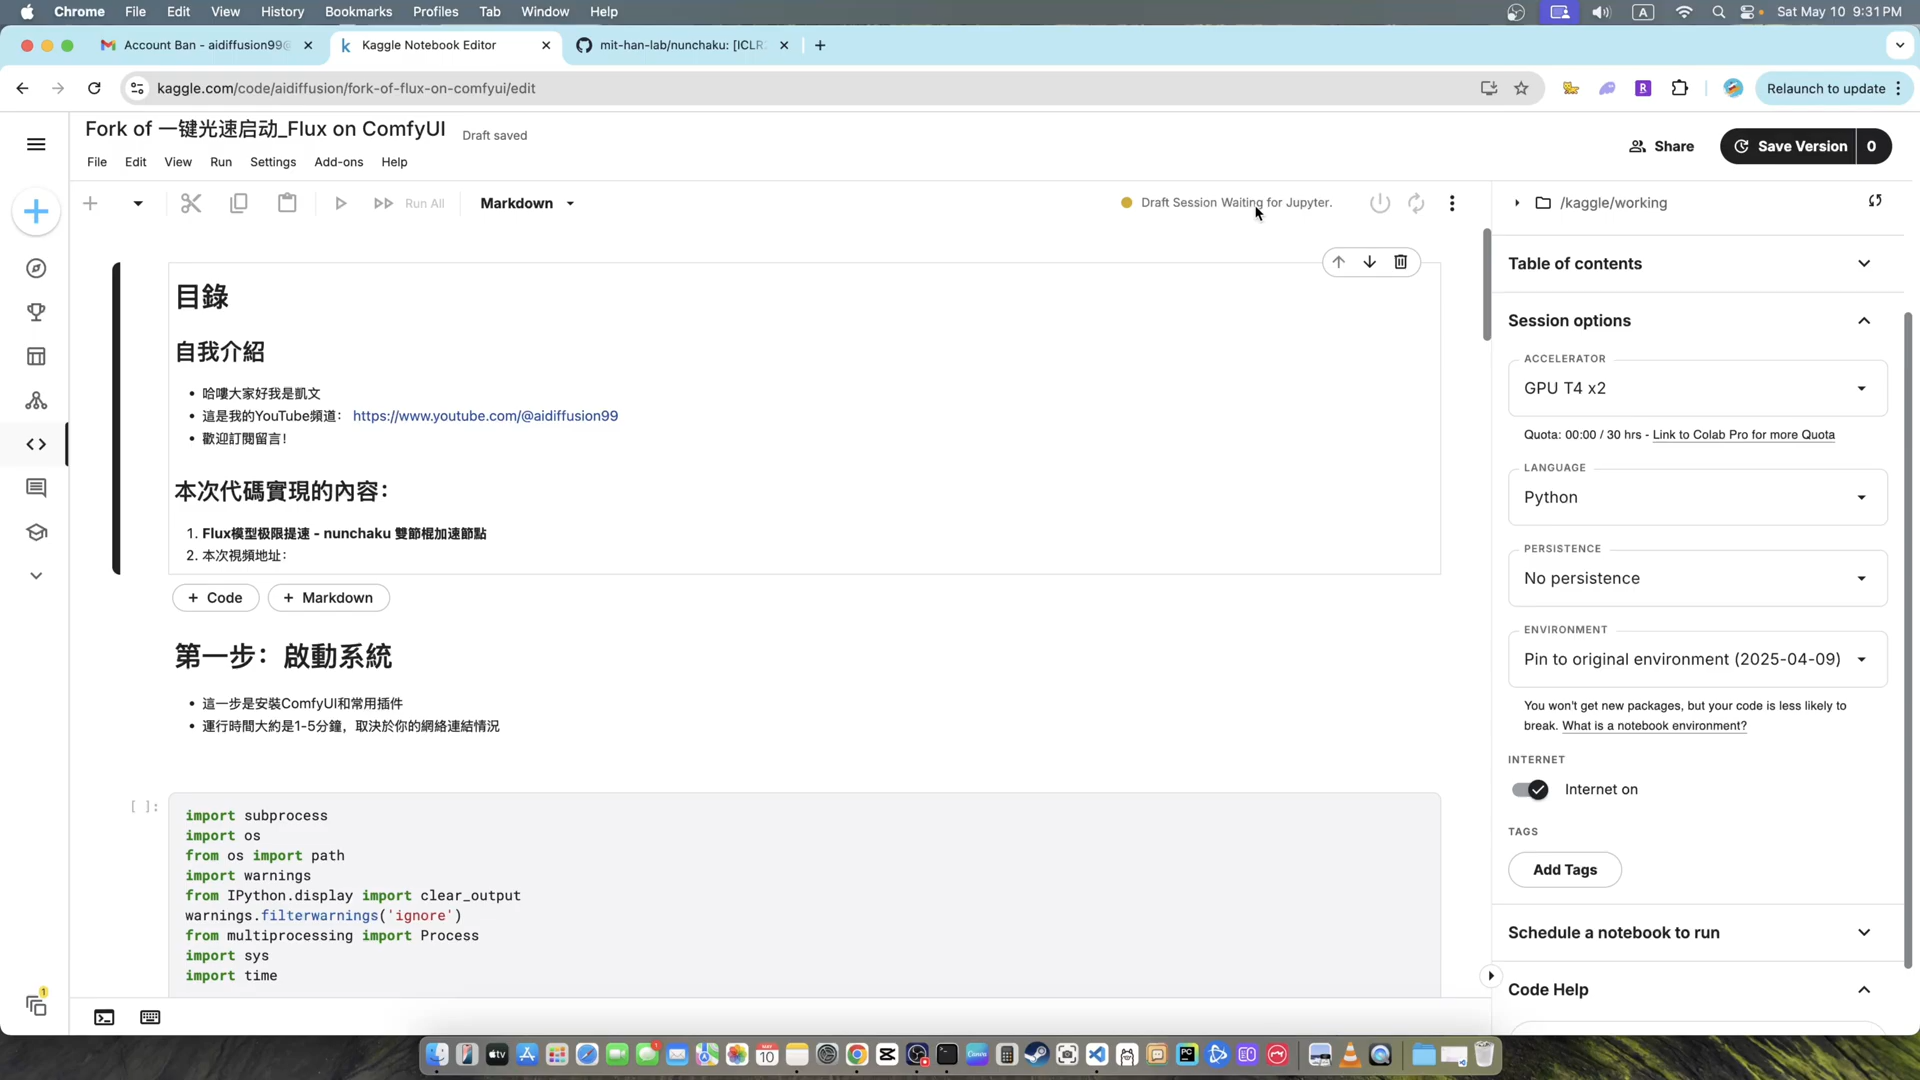 Chrome File Edit View History Bookmarks Profiles Tab Window Help
A Sat May 10 9:31 PM
Account Ban - aidiffusion99@
Kaggle Notebook Editor
mit-han-lab/nunchaku: [ICLR
kaggle.com/code/aidiffusion/fork-of-flux-on-comfyui/edit
R
Relaunch to update
Fork of 一键光速启动_Flux on ComfyUI
Draft saved
File Edit View Run Settings Add-ons Help
Share
Save Version 0
Run All
Markdown
Draft Session Waiting for Jupyter.
/kaggle/working
目錄
自我介紹
哈嘍大家好我是凱文
這是我的YouTube頻道： https://www.youtube.com/@aidiffusion99
歡迎訂閱留言！
本次代碼實現的內容：
1. Flux模型极限提速 - nunchaku 雙節棍加速節點
2. 本次視頻地址：
+ Code
+ Markdown
第一步：啟動系統
這一步是安裝ComfyUI和常用插件
運行時間大約是1-5分鐘，取決於你的網絡連結情況
[ ]:
import subprocess
import os
from os import path
import warnings
from IPython.display import clear_output
warnings.filterwarnings('ignore')
from multiprocessing import Process
import sys
import time
Table of contents
Session options
ACCELERATOR
GPU T4 x2
Quota: 00:00 / 30 hrs - Link to Colab Pro for more Quota
LANGUAGE
Python
PERSISTENCE
No persistence
ENVIRONMENT
Pin to original environment (2025-04-09)
You won't get new packages, but your code is less likely to
break. What is a notebook environment?
INTERNET
Internet on
TAGS
Add Tags
Schedule a notebook to run
Code Help
1